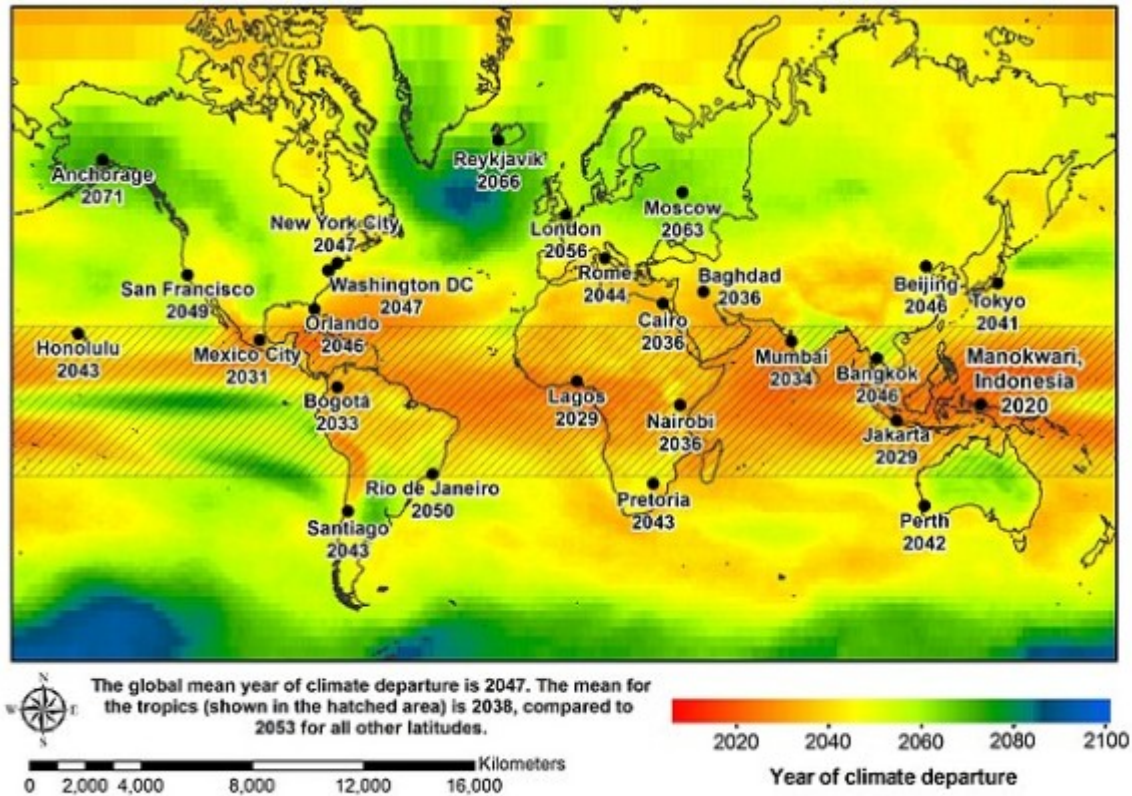 Anchorage
2071
Reykjavik
2066
Moscow
2063
London
2056
New York City
2047
Washington DC
2047
Rome
2044
Baghdad
2036
Beijing
2046
Tokyo
2041
San Francisco
2049
Orlando
2046
Cairo
2036
Honolulu
2043
Mexico City
2031
Mumbai
2034
Bangkok
2046
Manokwari,
Indonesia
2020
Bogotá
2033
Lagos
2029
Nairobi
2036
Jakarta
2029
Rio de Janeiro
2050
Pretoria
2043
Santiago
2043
Perth
2042
N
W E
S
The global mean year of climate departure is 2047. The mean for
the tropics (shown in the hatched area) is 2038, compared to
2053 for all other latitudes.
Kilometers
0 2,000 4,000 8,000 12,000 16,000
2020 2040 2060 2080 2100
Year of climate departure